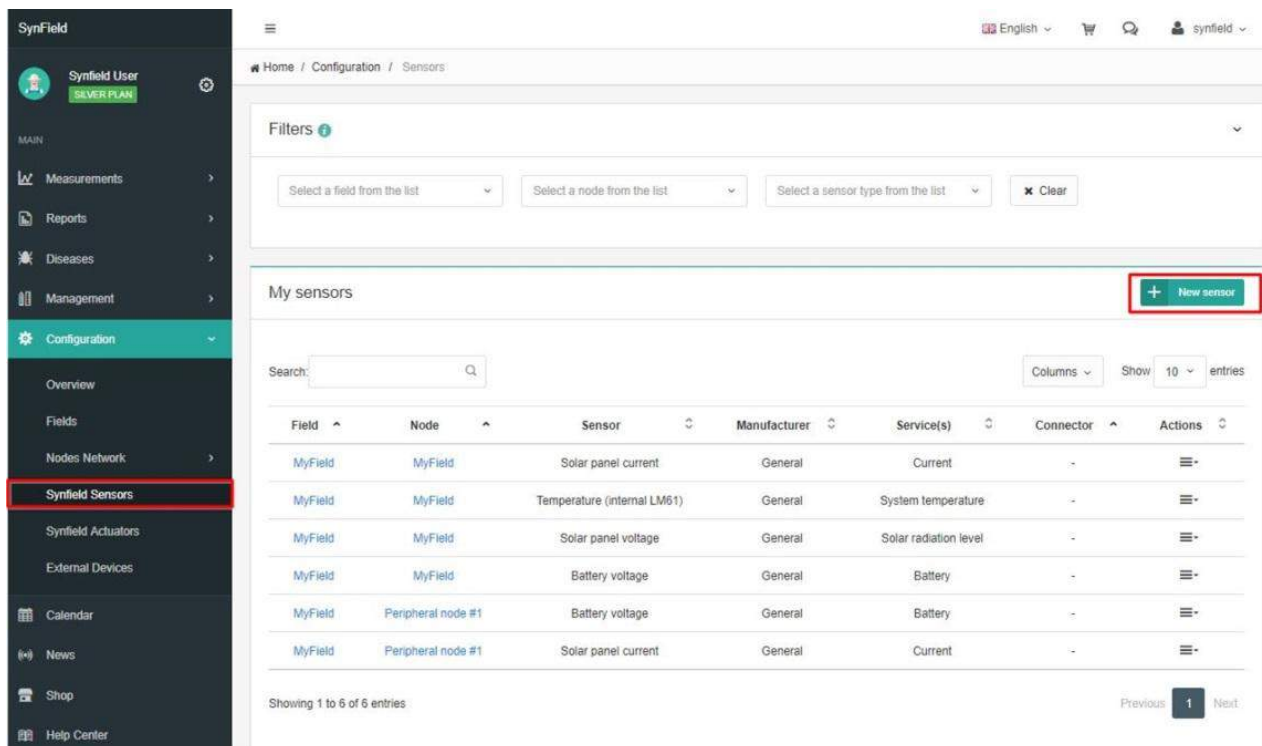 SynField
English
synfield
Synfield User
SILVER PLAN
Home / Configuration / Sensors
MAIN
Measurements
Reports
Diseases
Management
Configuration
Overview
Fields
Nodes Network
Synfield Sensors
Synfield Actuators
External Devices
Calendar
News
Shop
Help Center
Filters
Select a field from the list Select a node from the list Select a sensor type from the list Clear
My sensors
+ New sensor
Search: Columns Show 10 entries
Field Node Sensor Manufacturer Service(s) Connector Actions
MyField MyField Solar panel current General Current -
MyField MyField Temperature (internal LM61) General System temperature -
MyField MyField Solar panel voltage General Solar radiation level -
MyField MyField Battery voltage General Battery -
MyField Peripheral node #1 Battery voltage General Battery -
MyField Peripheral node #1 Solar panel current General Current -
Showing 1 to 6 of 6 entries
Previous 1 Next